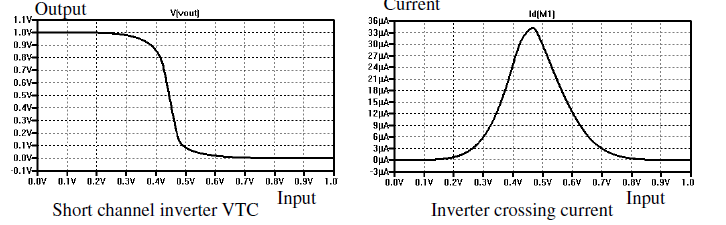 Output
V(vout)
1.1V
1.0V
0.9V
0.8V
0.7V
0.6V
0.5V
0.4V
0.3V
0.2V
0.1V
0.0V
-0.1V
0.0V 0.1V 0.2V 0.3V 0.4V 0.5V 0.6V 0.7V 0.8V 0.9V 1.0
Input
Short channel inverter VTC
Current
Id(M1)
36µA
33µA
30µA
27µA
24µA
21µA
18µA
15µA
12µA
9µA
6µA
3µA
0µA
-3µA
0.0V 0.1V 0.2V 0.3V 0.4V 0.5V 0.6V 0.7V 0.8V 0.9V 1.0
Input
Inverter crossing current